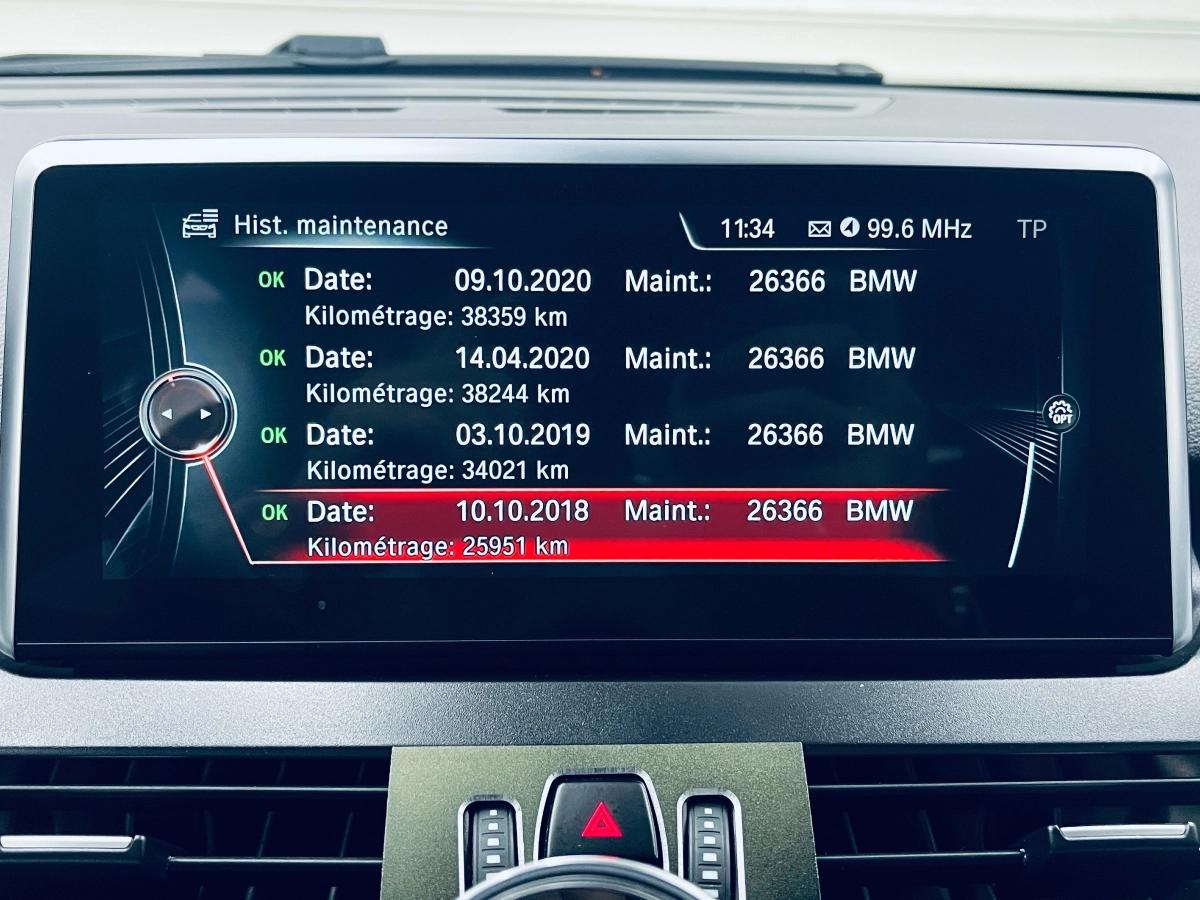 Hist. maintenance 11:34 99.6 MHz TP
OK Date: 09.10.2020 Maint.: 26366 BMW
Kilométrage: 38359 km
OK Date: 14.04.2020 Maint.: 26366 BMW
Kilométrage: 38244 km
OK Date: 03.10.2019 Maint.: 26366 BMW
Kilométrage: 34021 km
OPT
OK Date: 10.10.2018 Maint.: 26366 BMW
Kilométrage: 25951 km